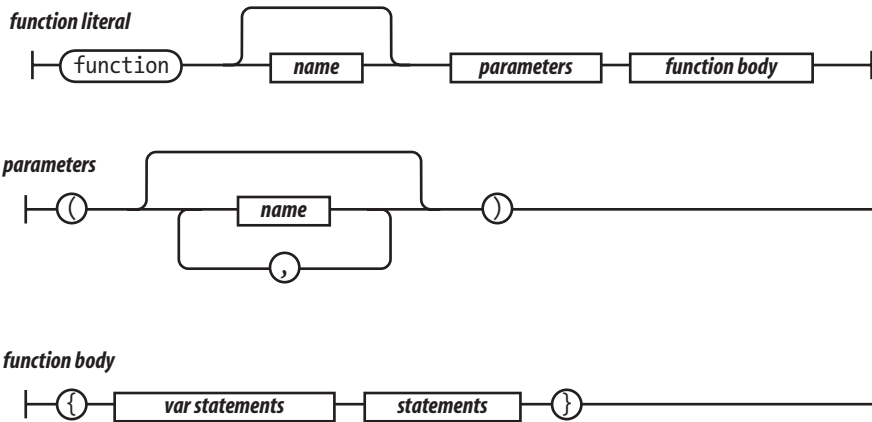 function literal
function name parameters function body
parameters
( name )
,
function body
{ var statements statements }